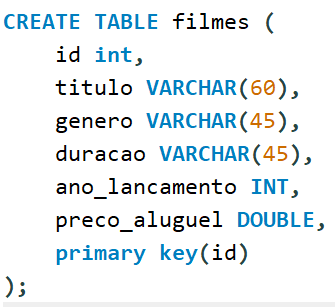 CREATE TABLE filmes (
    id int,
    titulo VARCHAR(60),
    genero VARCHAR(45),
    duracao VARCHAR(45),
    ano_lancamento INT,
    preco_aluguel DOUBLE,
    primary key(id)
);